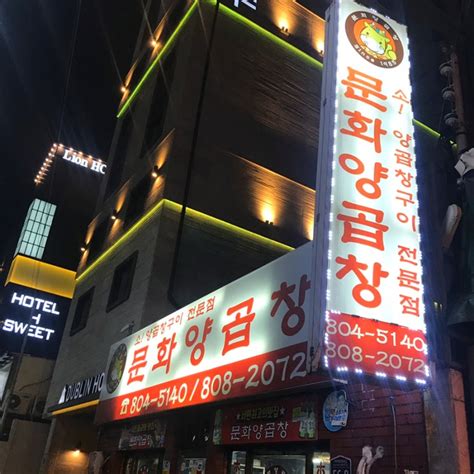 문화양곱창
소! 양곱창구이 전문점
804-5140
808-2072
Lion HO
HOTEL
SWEET
DUBLIN HO
소! 양곱창구이 전문점
문화양곱창
☎804-5140 / 808-2072
문화양곱창